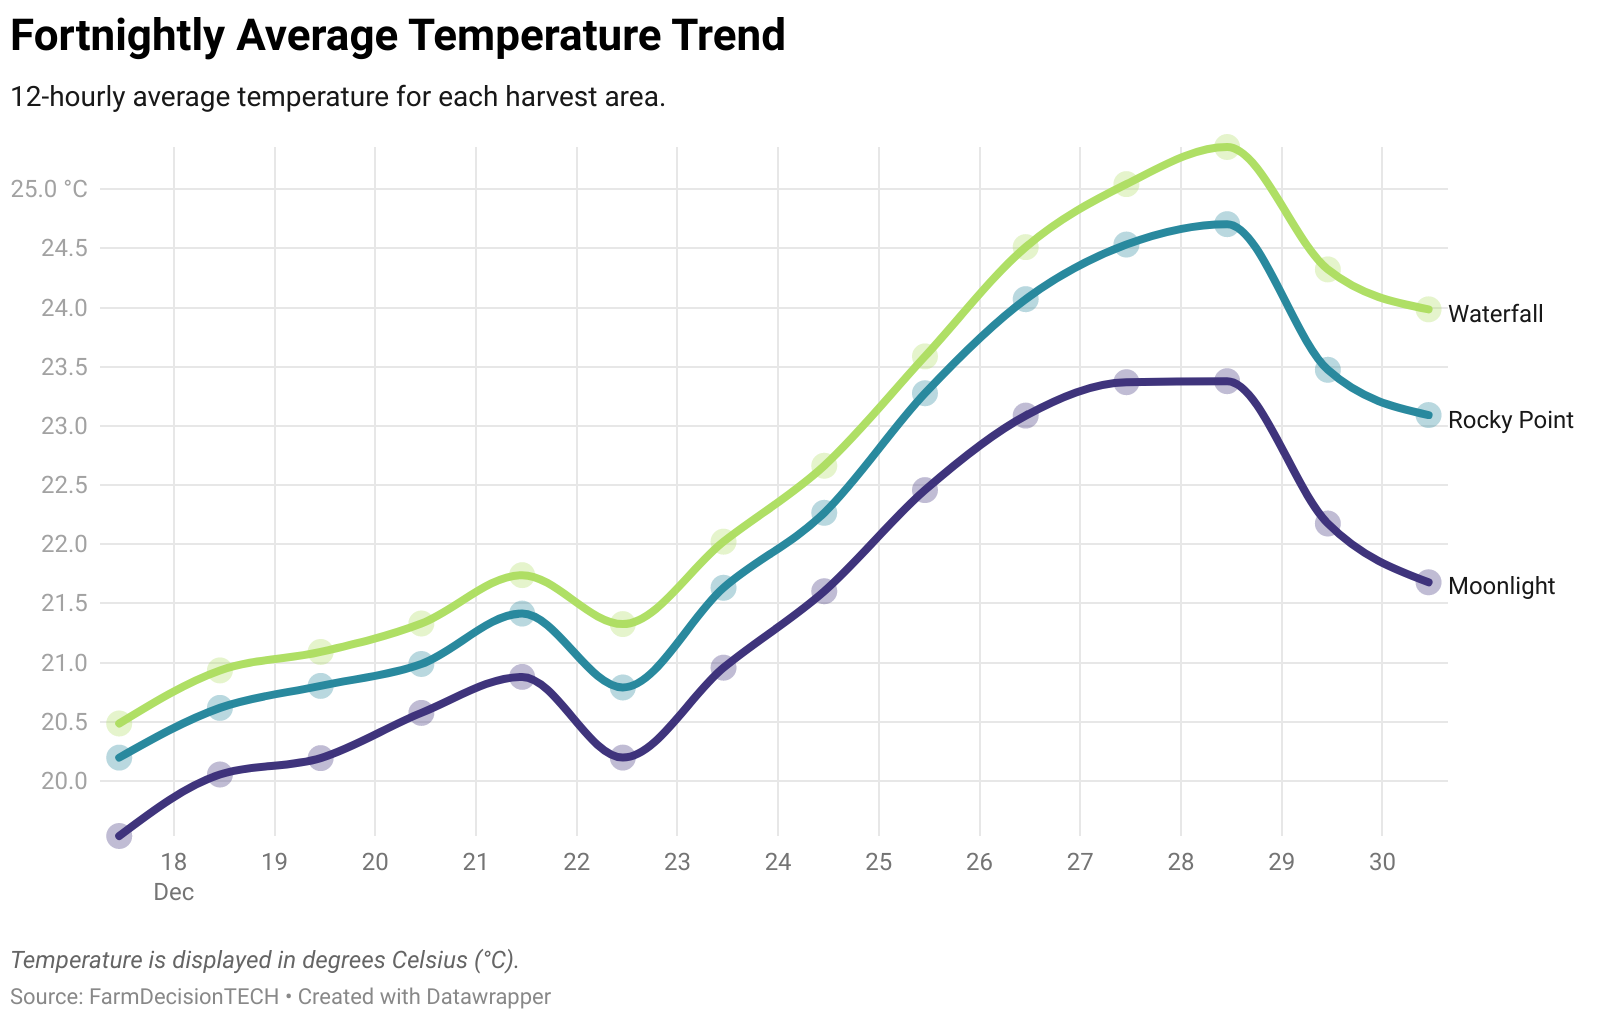 Fortnightly Average Temperature Trend
12-hourly average temperature for each harvest area.
25.0 °C
24.5
24.0
23.5
23.0
22.5
22.0
21.5
21.0
20.5
20.0
Waterfall
Rocky Point
Moonlight
18 19 20 21 22 23 24 25 26 27 28 29 30
Dec
Temperature is displayed in degrees Celsius (°C).
Source: FarmDecisionTECH • Created with Datawrapper